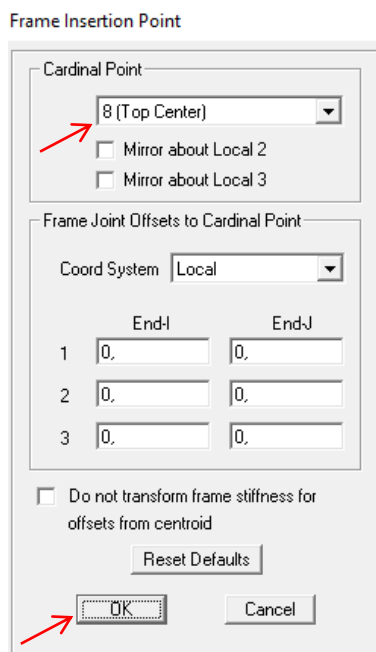 Frame Insertion Point
Cardinal Point
8 (Top Center)
Mirror about Local 2
Mirror about Local 3
Frame Joint Offsets to Cardinal Point
Coord System Local
End-I End-J
1 0, 0,
2 0, 0,
3 0, 0,
Do not transform frame stiffness for
offsets from centroid
Reset Defaults
OK Cancel